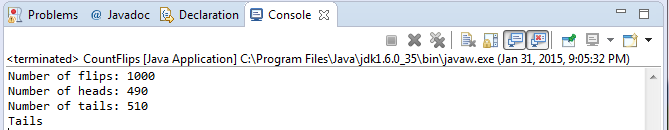 Problems @ Javadoc Declaration Console
<terminated> CountFlips [Java Application] C:\Program Files\Java\jdk1.6.0_35\bin\javaw.exe (Jan 31, 2015, 9:05:32 PM)
Number of flips: 1000
Number of heads: 490
Number of tails: 510
Tails